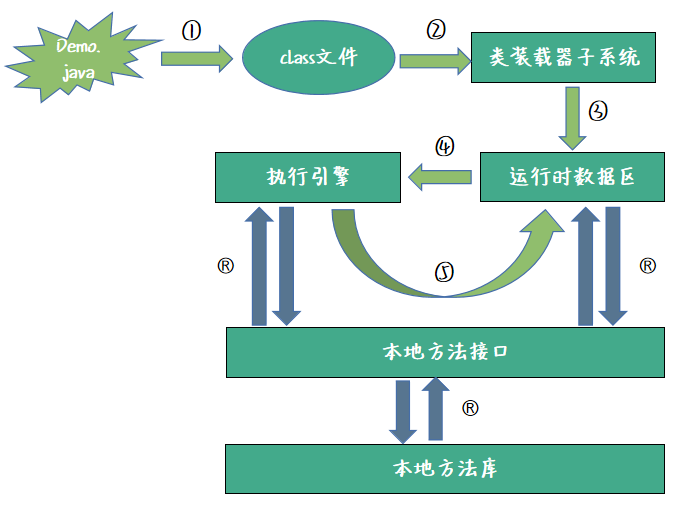 Demo.
java
①
class文件
②
类装载器子系统
③
④
执行引擎
运行时数据区
®
⑤
®
本地方法接口
®
本地方法库